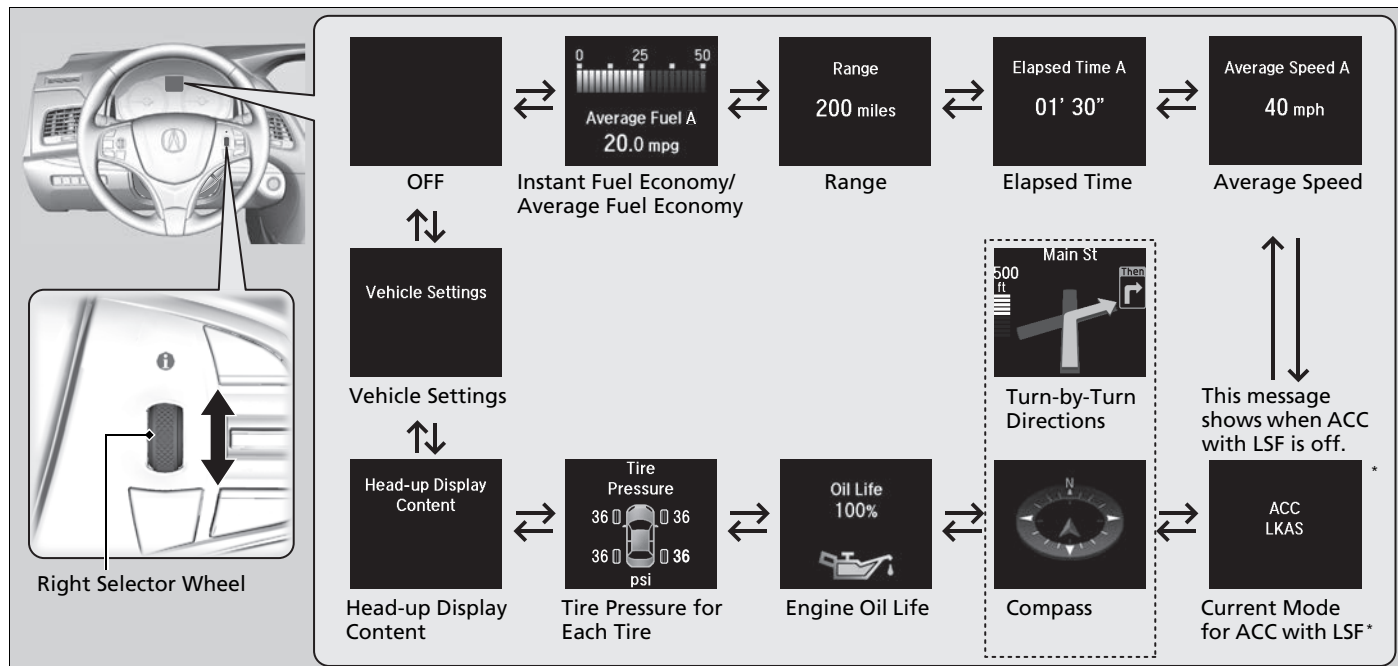 0 25 50
Average Fuel A
20.0 mpg
Range
200 miles
Elapsed Time A
01' 30"
Average Speed A
40 mph
OFF
Instant Fuel Economy/
Average Fuel Economy
Range
Elapsed Time
Average Speed
Vehicle Settings
Vehicle Settings
Main St
500
ft
Then
Turn-by-Turn
Directions
This message
shows when ACC
with LSF is off.
i
Right Selector Wheel
Head-up Display
Content
Head-up Display
Content
Tire
Pressure
36 36
36 36
psi
Tire Pressure for
Each Tire
Oil Life
100%
Engine Oil Life
N
Compass
*
ACC
LKAS
Current Mode
for ACC with LSF*